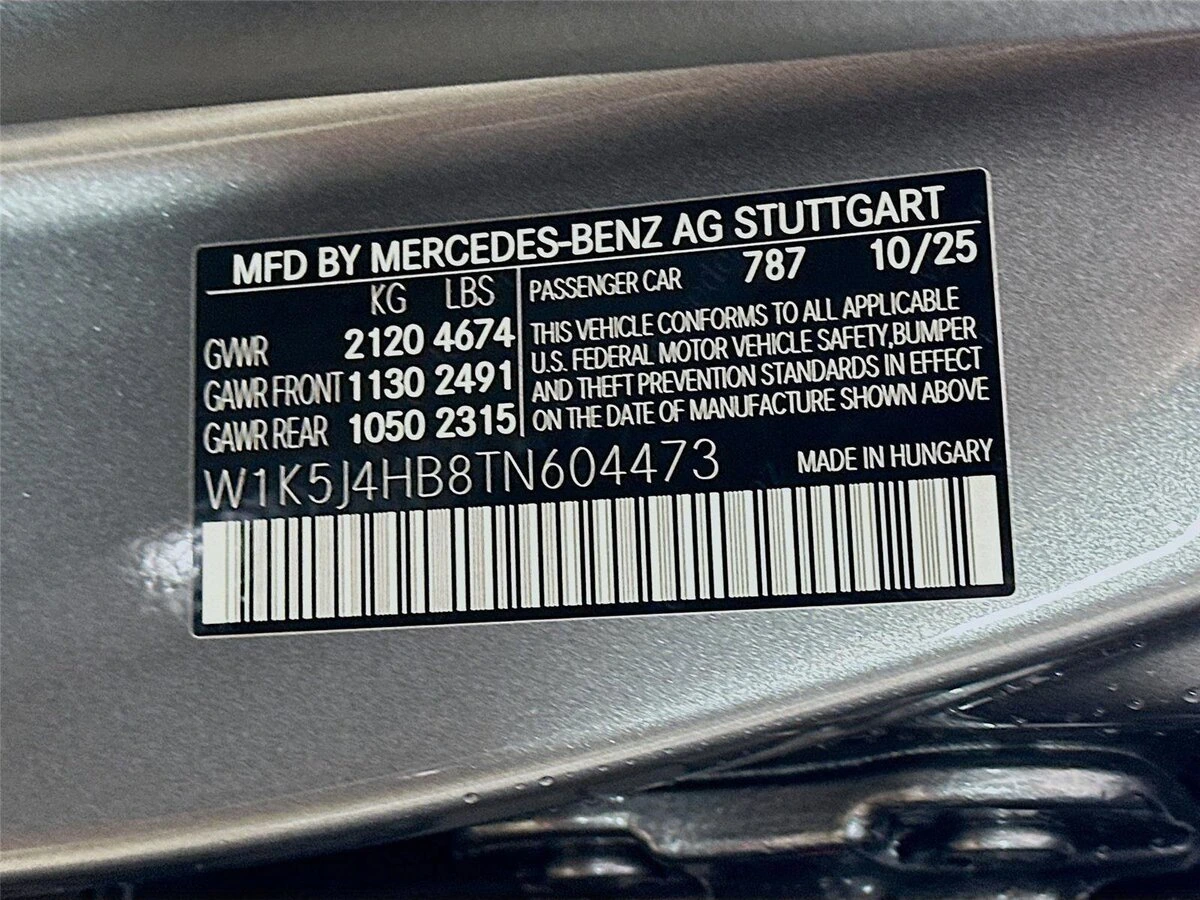 MFD BY MERCEDES-BENZ AG STUTTGART
KG LBS
GVWR 2120 4674
GAWR FRONT 1130 2491
GAWR REAR 1050 2315
PASSENGER CAR 787 10/25
THIS VEHICLE CONFORMS TO ALL APPLICABLE
U.S. FEDERAL MOTOR VEHICLE SAFETY,BUMPER
AND THEFT PREVENTION STANDARDS IN EFFECT
ON THE DATE OF MANUFACTURE SHOWN ABOVE
W1K5J4HB8TN604473
MADE IN HUNGARY